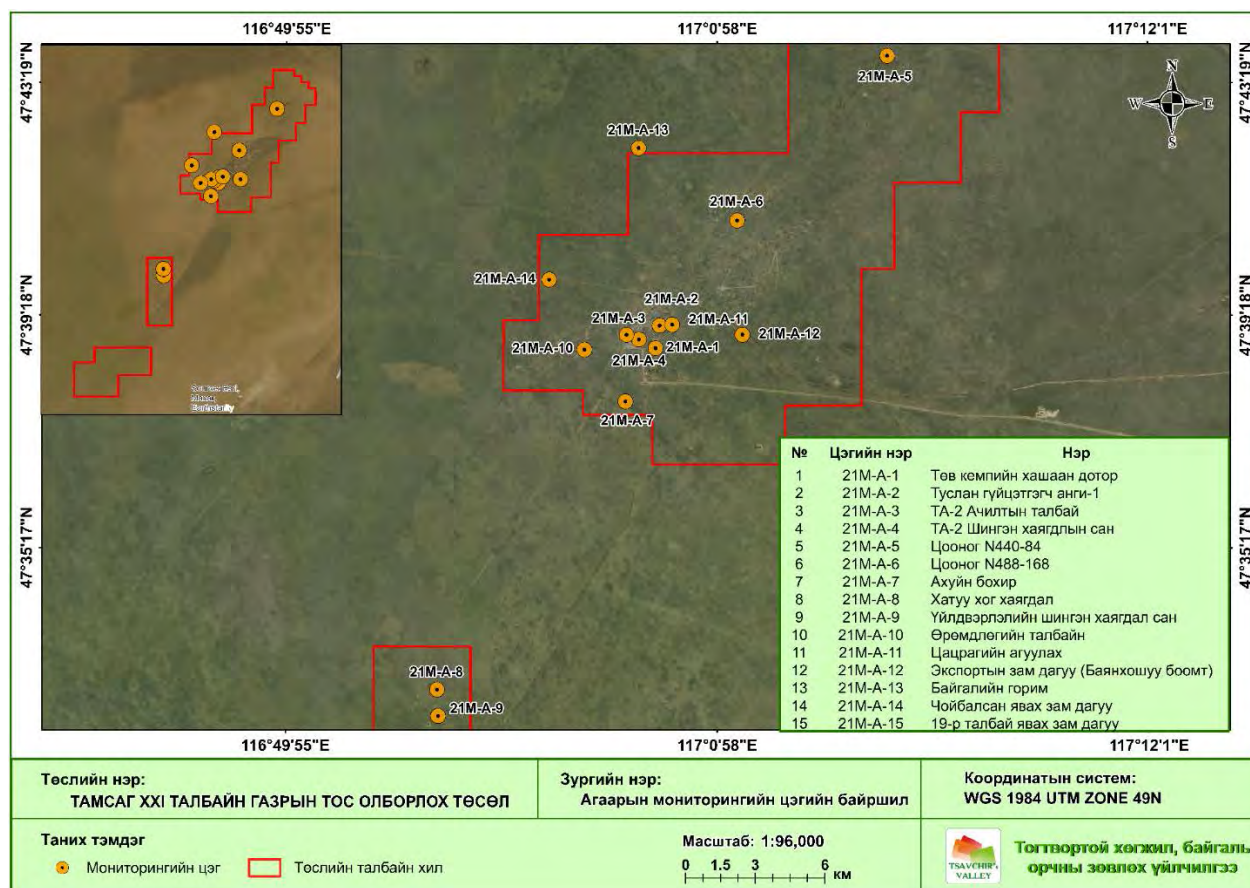 116°49'55"E
117°0'58"E
117°12'1"E
47°43'19"N
47°39'18"N
47°35'17"N
47°43'19"N
47°39'18"N
47°35'17"N
N
W E
S
21M-A-5
21M-A-13
21M-A-6
21M-A-14
21M-A-2
21M-A-3
21M-A-11
21M-A-12
21M-A-10
21M-A-1
21M-A-4
21M-A-7
21M-A-8
21M-A-9
№ Цэгийн нэр Нэр
1 21M-A-1 Төв кемпийн хашаан дотор
2 21M-A-2 Туслан гүйцэтгэгч анги-1
3 21M-A-3 ТА-2 Ачилтын талбай
4 21M-A-4 ТА-2 Шингэн хаягдлын сан
5 21M-A-5 Цооног N440-84
6 21M-A-6 Цооног N488-168
7 21M-A-7 Ахуйн бохир
8 21M-A-8 Хатуу хог хаягдал
9 21M-A-9 Үйлдвэрлэлийн шингэн хаягдал сан
10 21M-A-10 Өрөмдлөгийн талбайн
11 21M-A-11 Цацрагийн агуулах
12 21M-A-12 Экспортын зам дагуу (Баянхошуу боомт)
13 21M-A-13 Байгалийн горим
14 21M-A-14 Чойбалсан явах зам дагуу
15 21M-A-15 19-р талбай явах зам дагуу
116°49'55"E
117°0'58"E
117°12'1"E
Төслийн нэр:
ТАМСАГ XXI ТАЛБАЙН ГАЗРЫН ТОС ОЛБОРЛОХ ТӨСӨЛ
Зургийн нэр:
Агаарын мониторингийн цэгийн байршил
Координатын систем:
WGS 1984 UTM ZONE 49N
Таних тэмдэг
Мониторингийн цэг
Төслийн талбайн хил
Масштаб: 1:96,000
0 1.5 3 6
км
TSAVCHIR
VALLEY
Тогтвортой хөгжил, байгаль
орчны зөвлөх үйлчилгээ